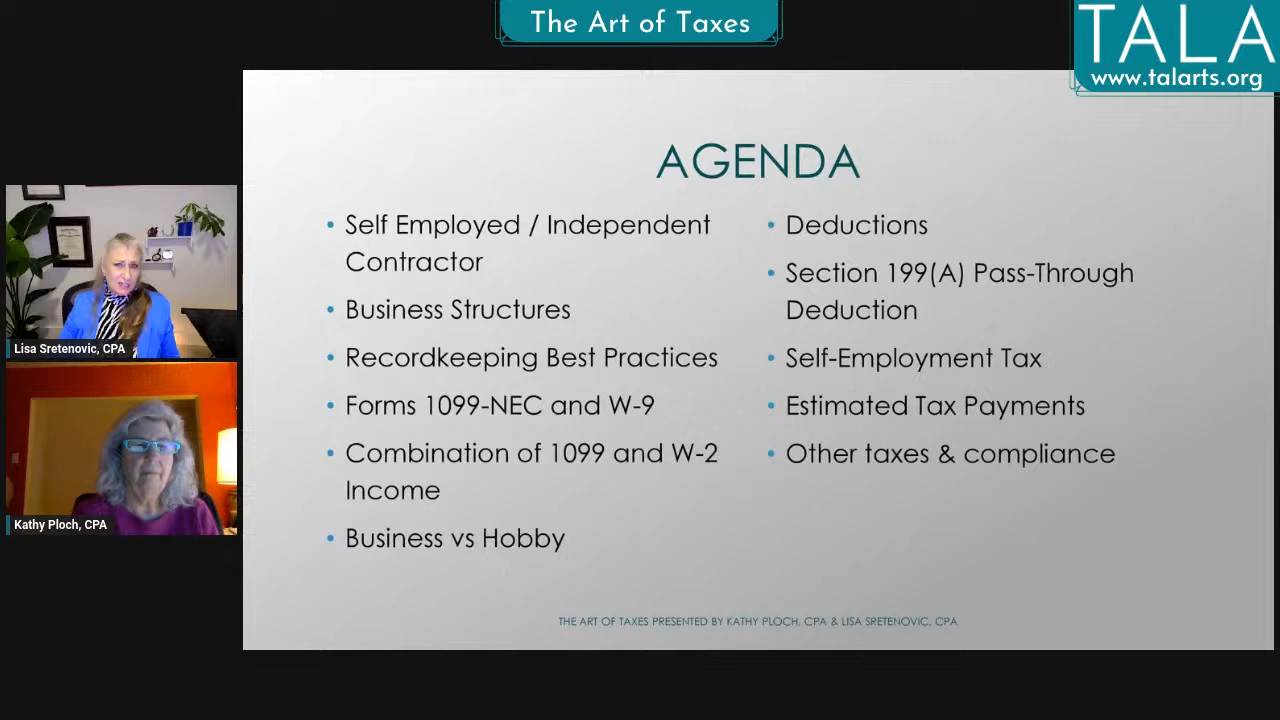 The Art of Taxes
TALA
www.talarts.org
AGENDA
• Self Employed / Independent
Contractor
• Business Structures
• Recordkeeping Best Practices
• Forms 1099-NEC and W-9
• Combination of 1099 and W-2
Income
• Business vs Hobby
• Deductions
• Section 199(A) Pass-Through
Deduction
• Self-Employment Tax
• Estimated Tax Payments
• Other taxes & compliance
THE ART OF TAXES PRESENTED BY KATHY PLOCH, CPA & LISA SRETENOVIC, CPA
Lisa Sretenovic, CPA
Kathy Ploch, CPA